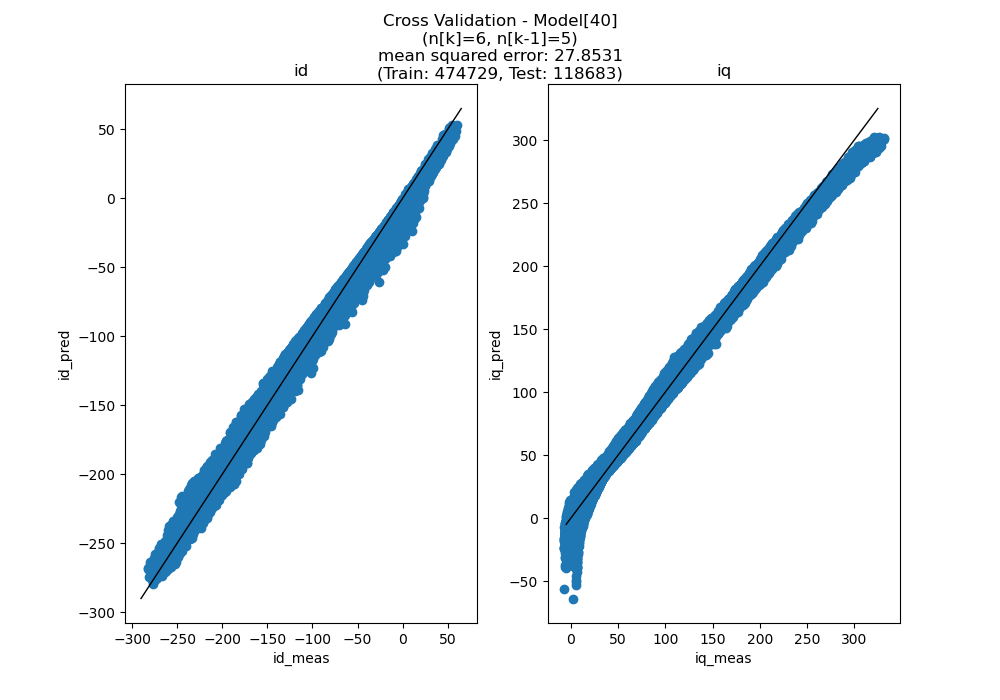 Cross Validation - Model[40]
(n[k]=6, n[k-1]=5)
mean squared error: 27.8531
(Train: 474729, Test: 118683)
id
iq
50
0
−50
−100
−150
−200
−250
−300
id_pred
−300 −250 −200 −150 −100 −50 0 50
id_meas
300
250
200
150
100
50
0
−50
iq_pred
0 50 100 150 200 250 300
iq_meas